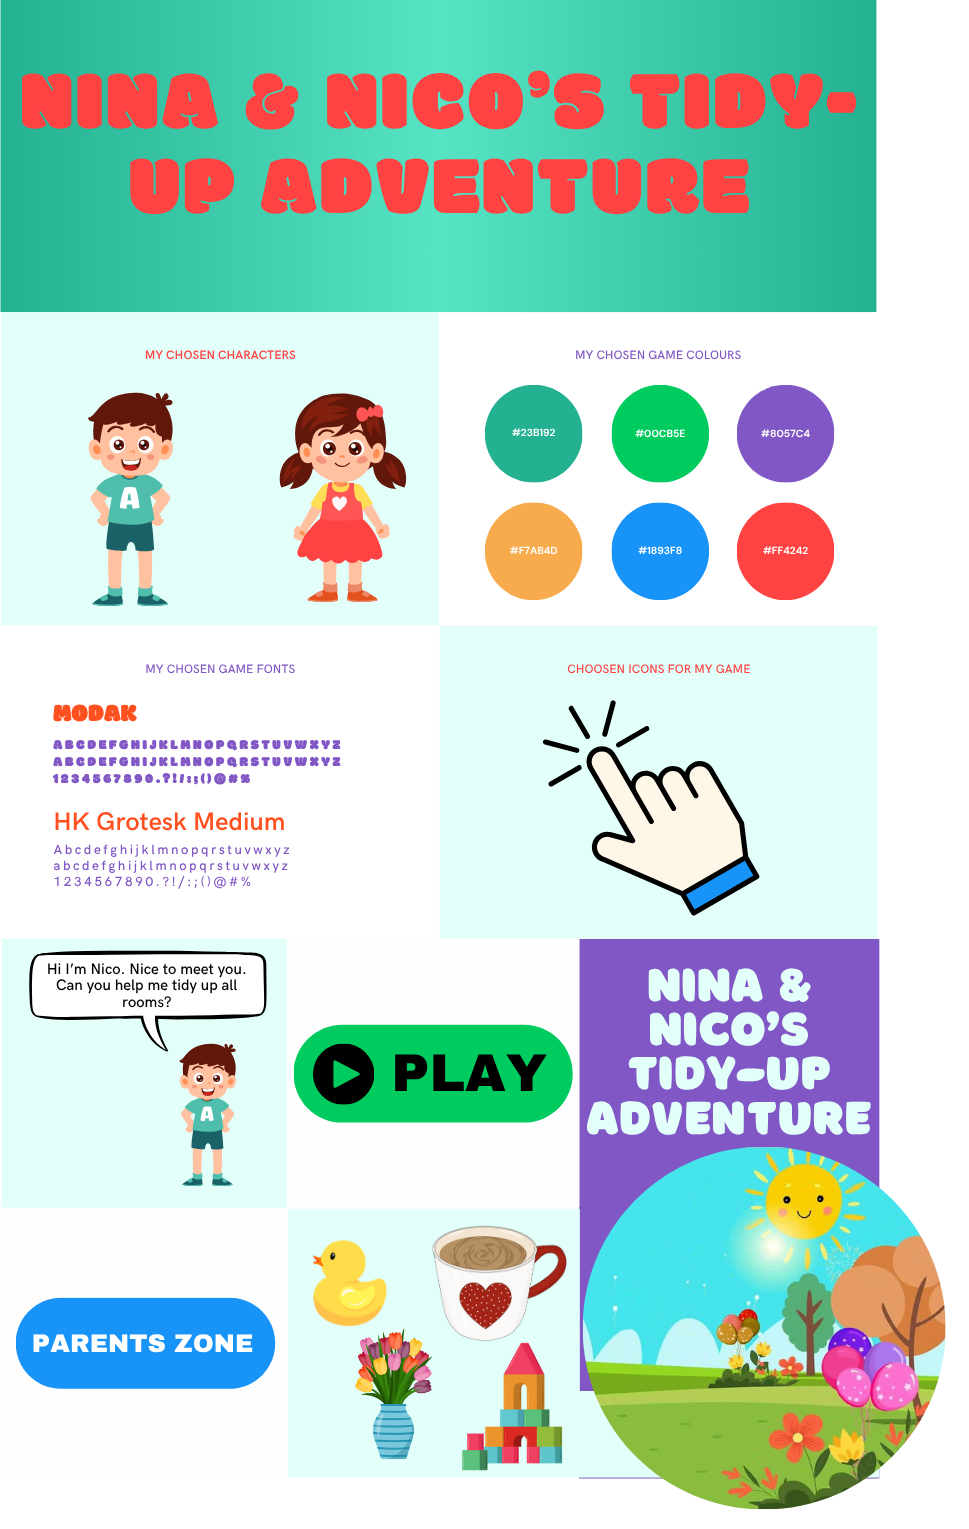 NINA & NICO'S TIDY-
UP ADVENTURE
MY CHOSEN CHARACTERS
A
MY CHOSEN GAME COLOURS
#23B192
#00CB5E
#8057C4
#F7AB4D
#1893F8
#FF4242
MY CHOSEN GAME FONTS
MODAK
ABCDEFGHIJKLMNOPQRSTUVWXYZ
ABCDEFGHIJKLMNOPQRSTUVWXYZ
1234567890.?!/:;()@#%
HK Grotesk Medium
Abcdefghijklmnopqrstuvwxyz
abcdefghijklmnopqrstuvwxyz
1234567890.?!/:;()@#%
CHOOSEN ICONS FOR MY GAME
Hi I'm Nico. Nice to meet you.
Can you help me tidy up all
rooms?
A
PLAY
NINA &
NICO'S
TIDY-UP
ADVENTURE
PARENTS ZONE